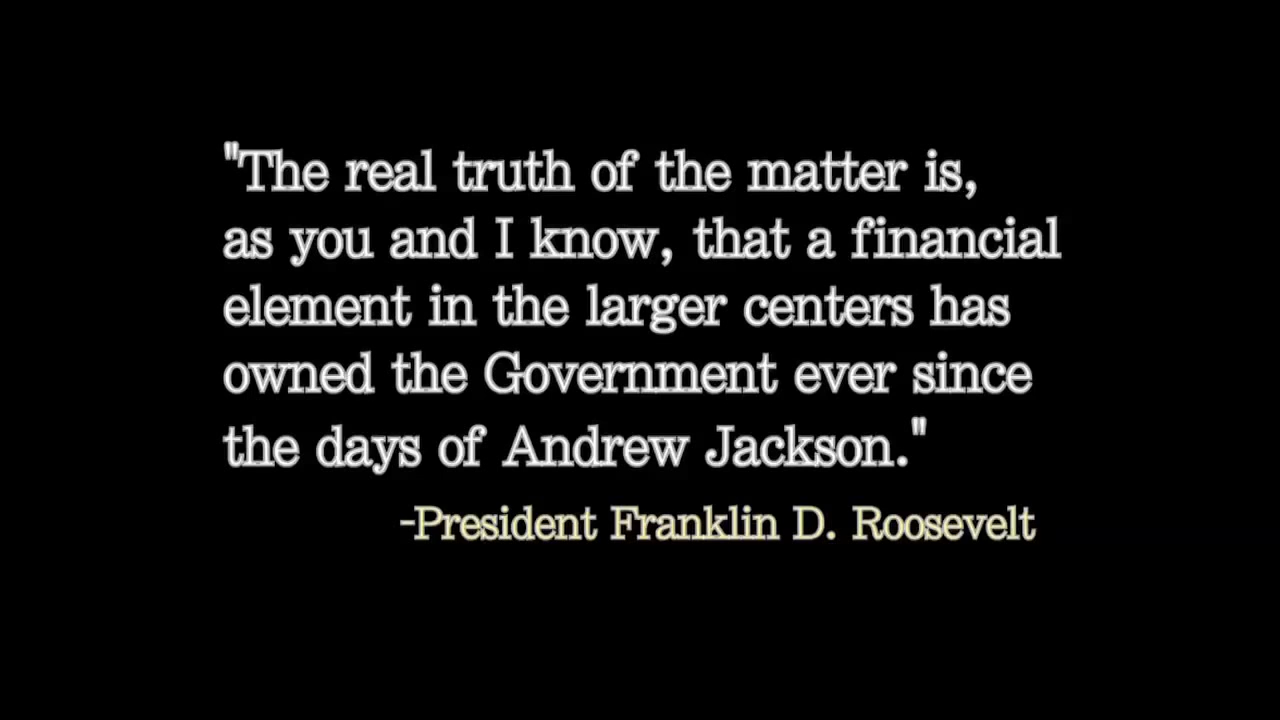 "The real truth of the matter is,
as you and I know, that a financial
element in the larger centers has
owned the Government ever since
the days of Andrew Jackson."
-President Franklin D. Roosevelt